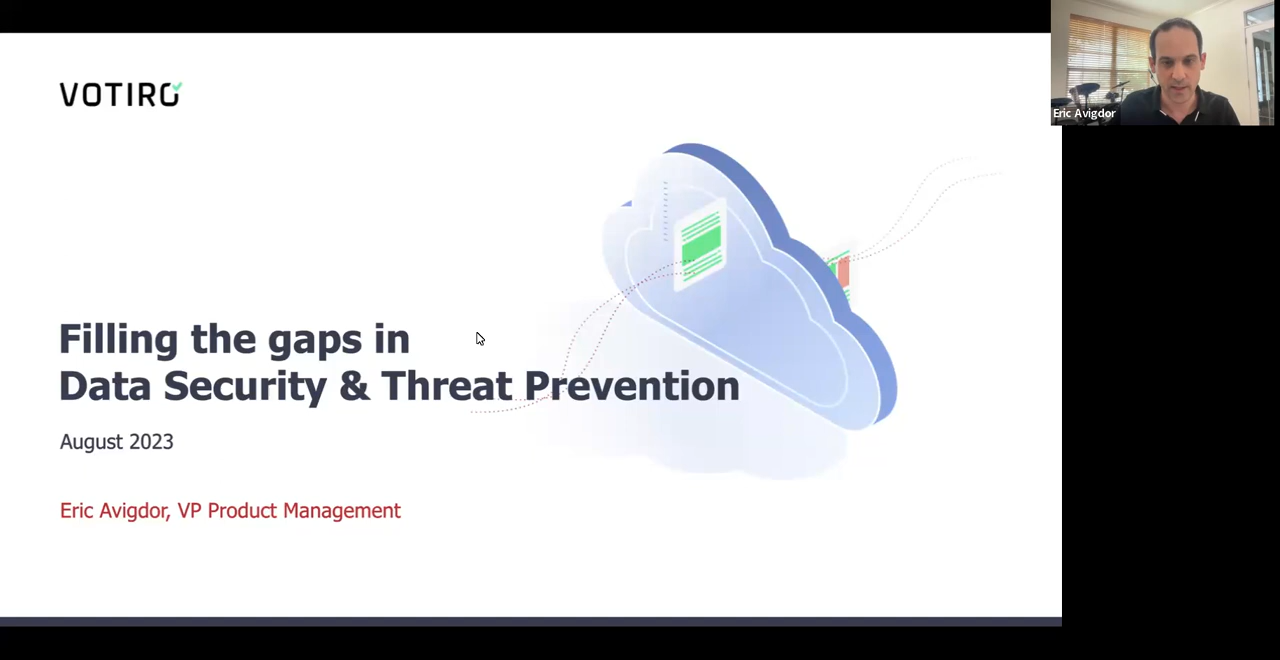 VOTIRO
Eric Avigdor
Filling the gaps in
Data Security & Threat Prevention
August 2023
Eric Avigdor, VP Product Management